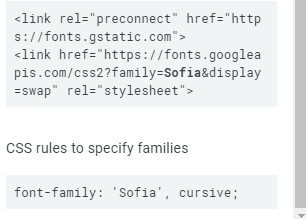 <link rel="preconnect" href="http
s://fonts.gstatic.com">
<link href="https://fonts.googlea
pis.com/css2?family=Sofia&display
=swap" rel="stylesheet">
CSS rules to specify families
font-family: 'Sofia', cursive;